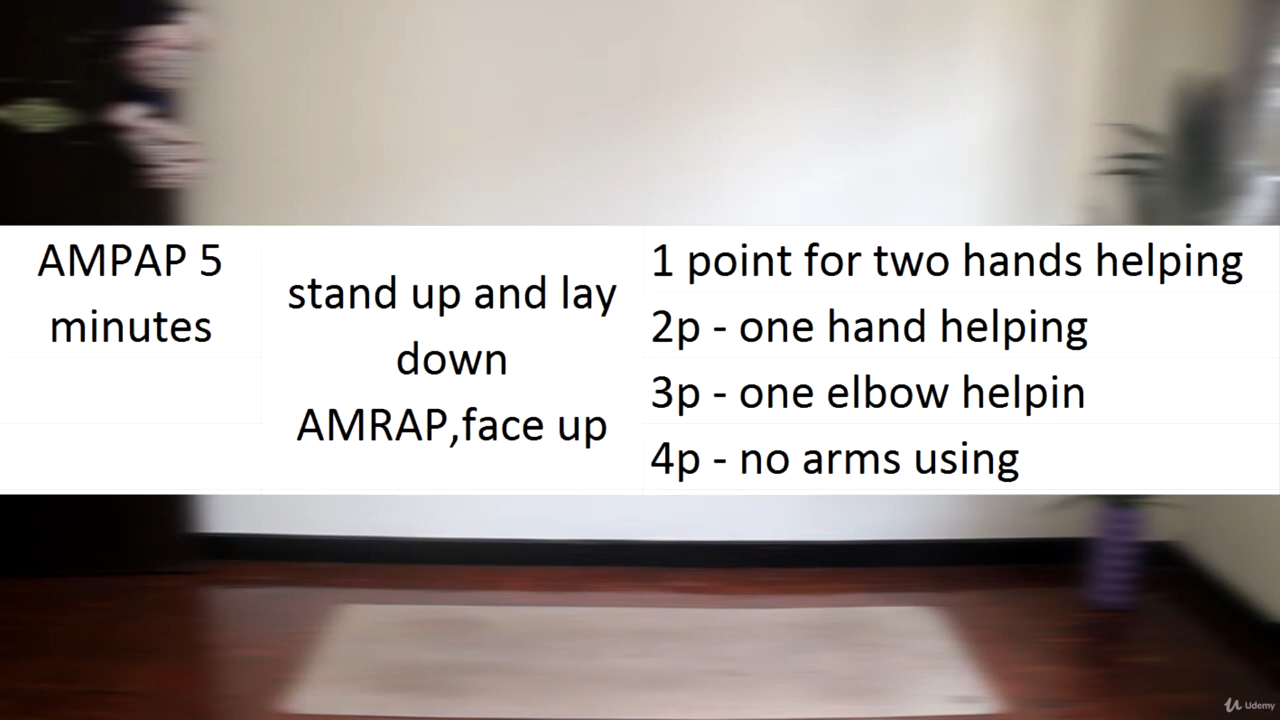 AMPAP 5
minutes
stand up and lay
down
AMRAP,face up
1 point for two hands helping
2p - one hand helping
3p - one elbow helpin
4p - no arms using
Udemy